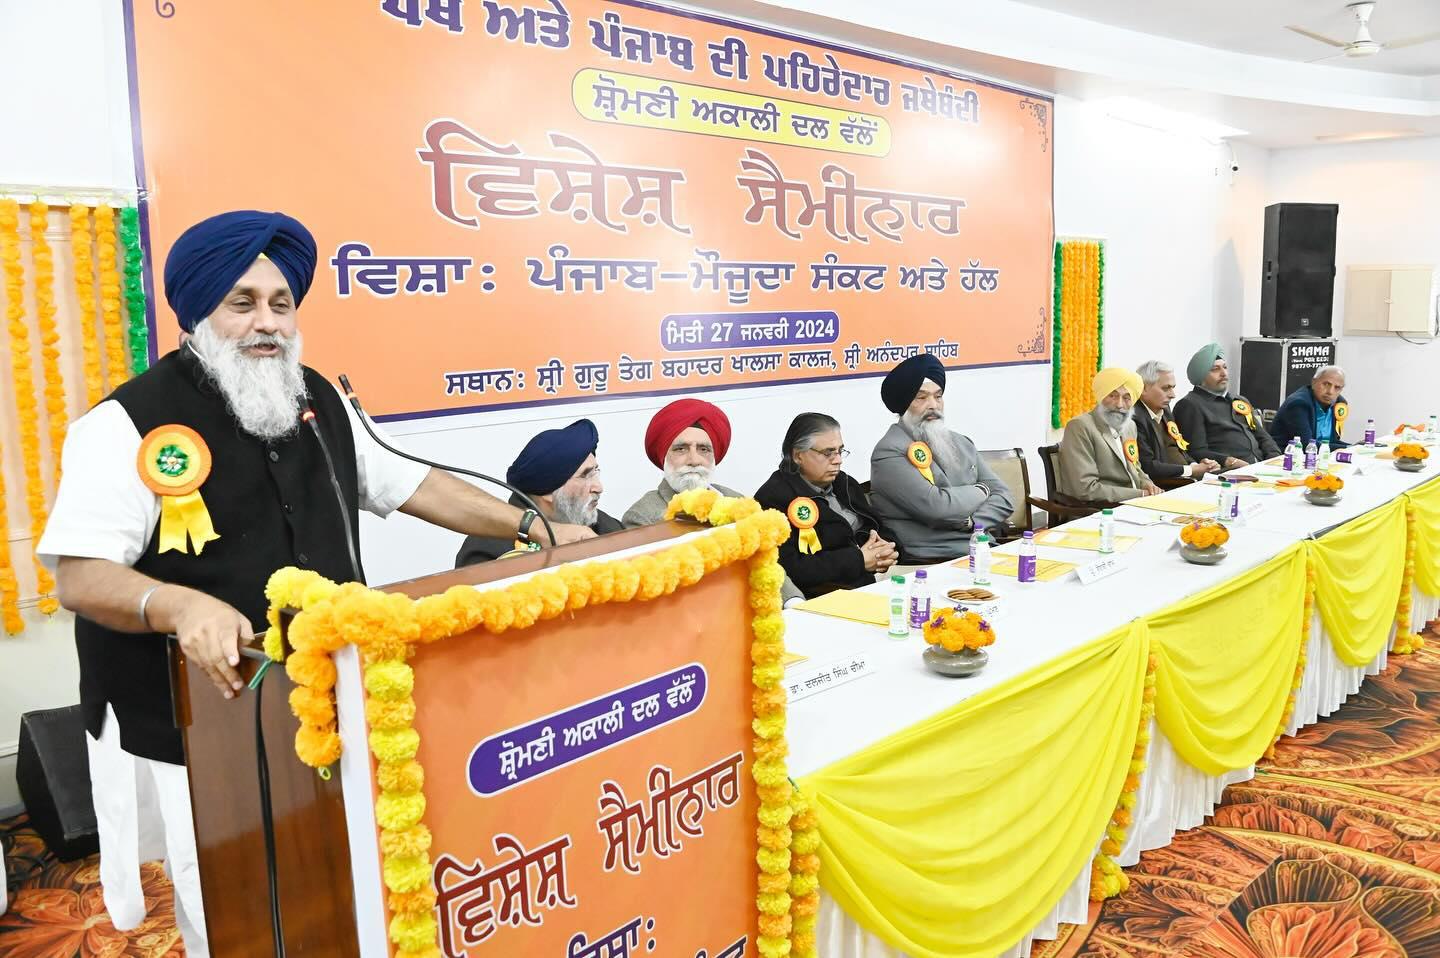 ਪੰਥ ਅਤੇ ਪੰਜਾਬ ਦੀ ਪਹਿਰੇਦਾਰ ਜਥੇਬੰਦੀ
ਸ਼੍ਰੋਮਣੀ ਅਕਾਲੀ ਦਲ ਵੱਲੋਂ
ਵਿਸ਼ੇਸ਼ ਸੈਮੀਨਾਰ
ਵਿਸ਼ਾ: ਪੰਜਾਬ-ਮੌਜੂਦਾ ਸੰਕਟ ਅਤੇ ਹੱਲ
ਮਿਤੀ 27 ਜਨਵਰੀ 2024
ਸਥਾਨ: ਸ੍ਰੀ ਗੁਰੂ ਤੇਗ ਬਹਾਦਰ ਖਾਲਸਾ ਕਾਲਜ, ਸ੍ਰੀ ਅਨੰਦਪੁਰ ਸਾਹਿਬ
SHAMA
ਡਾ. ਦਲਜੀਤ ਸਿੰਘ ਚੀਮਾ
ਸ਼੍ਰੋਮਣੀ ਅਕਾਲੀ ਦਲ ਵੱਲੋਂ
ਵਿਸ਼ੇਸ਼ ਸੈਮੀਨਾਰ
ਵਿਸ਼ਾ: